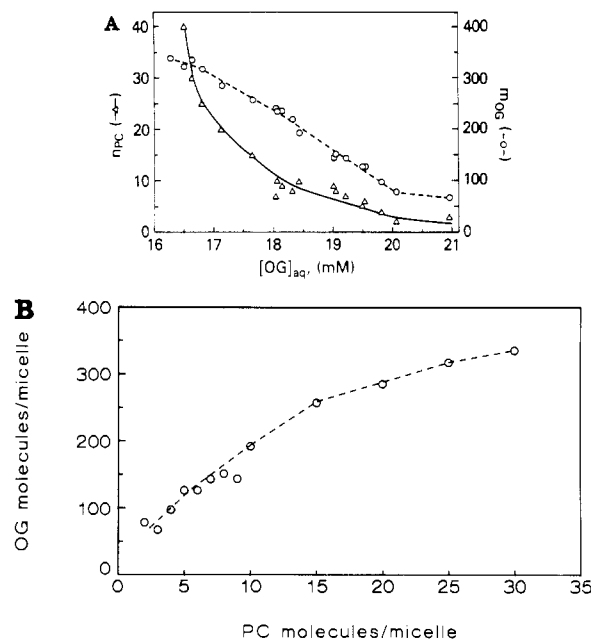 A
40
30
20
10
0
n_PC (-△-)
400
300
200
100
0
m_OG (-o-)
16 17 18 19 20 21
[OG]aq, (mM)
B
400
300
200
100
0
OG molecules/micelle
0 5 10 15 20 25 30 35
PC molecules/micelle